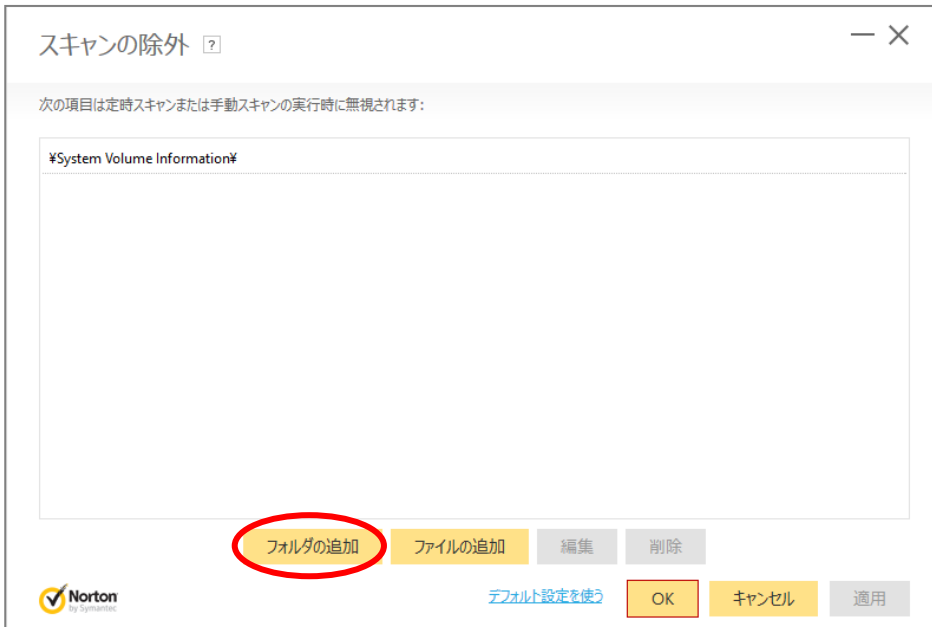 スキャンの除外 ?
次の項目は定時スキャンまたは手動スキャンの実行時に無視されます:
¥System Volume Information¥
フォルダの追加 ファイルの追加 編集 削除
Norton
by Symantec
デフォルト設定を使う OK キャンセル 適用